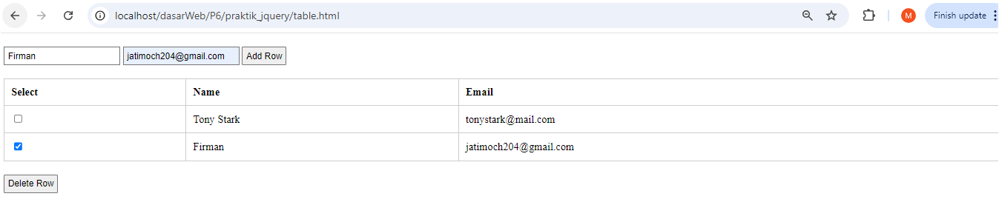 localhost/dasarWeb/P6/praktik_jquery/table.html M Finish update
Firman jatimoch204@gmail.com Add Row
Select Name Email
Tony Stark tonystark@mail.com
Firman jatimoch204@gmail.com
Delete Row